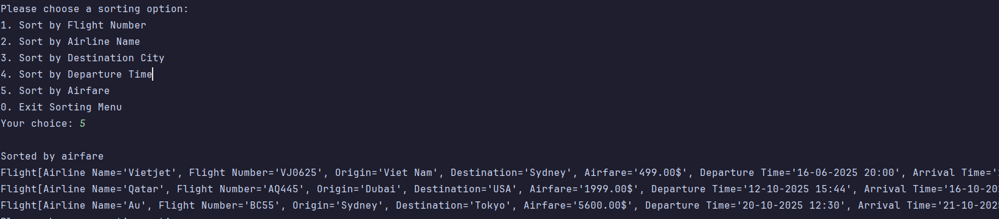 Please choose a sorting option:
1. Sort by Flight Number
2. Sort by Airline Name
3. Sort by Destination City
4. Sort by Departure Time
5. Sort by Airfare
0. Exit Sorting Menu
Your choice: 5
Sorted by airfare
Flight[Airline Name='Vietjet', Flight Number='VJ0625', Origin='Viet Nam', Destination='Sydney', Airfare='499.00$', Departure Time='16-06-2025 20:00', Arrival Time='
Flight[Airline Name='Qatar', Flight Number='AQ445', Origin='Dubai', Destination='USA', Airfare='1999.00$', Departure Time='12-10-2025 15:44', Arrival Time='16-10-20
Flight[Airline Name='Au', Flight Number='BC55', Origin='Sydney', Destination='Tokyo', Airfare='5600.00$', Departure Time='20-10-2025 12:30', Arrival Time='21-10-202